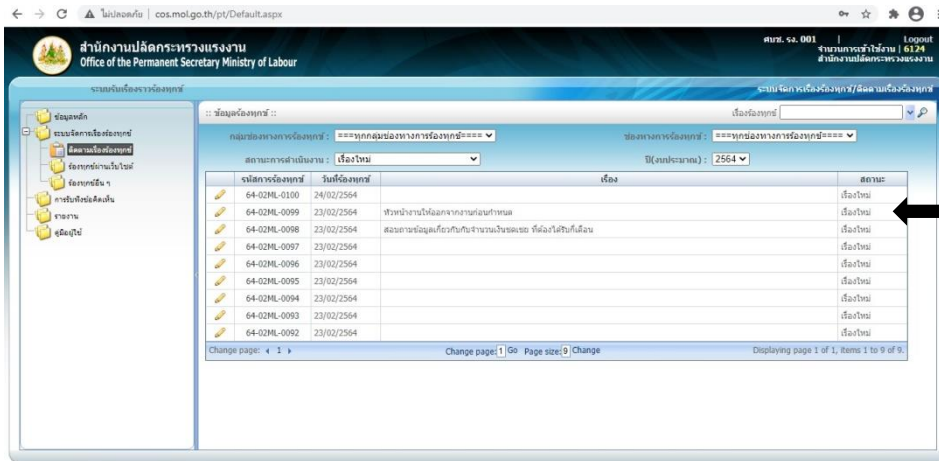 ไม่ปลอดภัย | cos.mol.go.th/pt/Default.aspx
สำนักงานปลัดกระทรวงแรงงาน
Office of the Permanent Secretary Ministry of Labour
ศบช. รง. 001 | Logout
จำนวนการเข้าใช้งาน | 6124
สำนักงานปลัดกระทรวงแรงงาน
ระบบรับเรื่องราวร้องทุกข์
ระบบจัดการเรื่องร้องทุกข์/ติดตามเรื่องร้องทุกข์
ข้อมูลหลัก
ระบบจัดการเรื่องร้องทุกข์
ติดตามเรื่องร้องทุกข์
ร้องทุกข์ผ่านเว็บไซต์
ร้องทุกข์อื่น ๆ
การรับฟังข้อคิดเห็น
รายงาน
คู่มือผู้ใช้
:: ข้อมูลร้องทุกข์ ::
เรื่องร้องทุกข์
กลุ่มช่องทางการร้องทุกข์ : ===ทุกกลุ่มช่องทางการร้องทุกข์====
ช่องทางการร้องทุกข์ : ===ทุกช่องทางการร้องทุกข์====
สถานะการดำเนินงาน : เรื่องใหม่
ปี(งบประมาณ) : 2564
รหัสการร้องทุกข์ วันที่ร้องทุกข์ เรื่อง สถานะ
64-02ML-0100 24/02/2564 เรื่องใหม่
64-02ML-0099 23/02/2564 หัวหน้างานให้ออกจากงานก่อนกำหนด เรื่องใหม่
64-02ML-0098 23/02/2564 สอบถามข้อมูลเกี่ยวกับกับจำนวนเงินชดเชย ที่ต้องได้รับกี่เดือน เรื่องใหม่
64-02ML-0097 23/02/2564 เรื่องใหม่
64-02ML-0096 23/02/2564 เรื่องใหม่
64-02ML-0095 23/02/2564 เรื่องใหม่
64-02ML-0094 23/02/2564 เรื่องใหม่
64-02ML-0093 23/02/2564 เรื่องใหม่
64-02ML-0092 23/02/2564 เรื่องใหม่
Change page: 1 Change page: 1 Go Page size: 9 Change Displaying page 1 of 1, items 1 to 9 of 9.